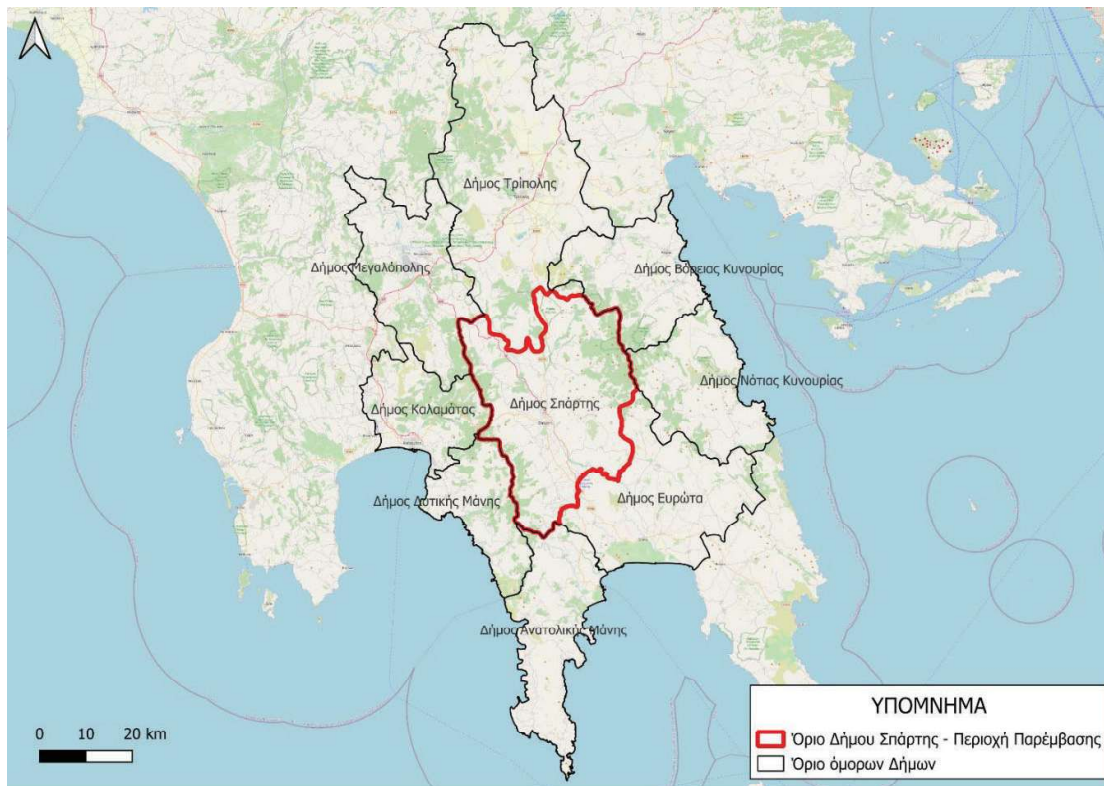 Δήμος Τρίπολης
Δήμος Μεγαλόπολης
Δήμος Βόρειας Κυνουρίας
Δήμος Νότιας Κυνουρίας
Δήμος Καλαμάτας
Δήμος Σπάρτης
Δήμος Δυτικής Μάνης
Δήμος Ευρώτα
Δήμος Ανατολικής Μάνης
0 10 20 km
ΥΠΟΜΝΗΜΑ
Όριο Δήμου Σπάρτης - Περιοχή Παρέμβασης
Όριο όμορων Δήμων